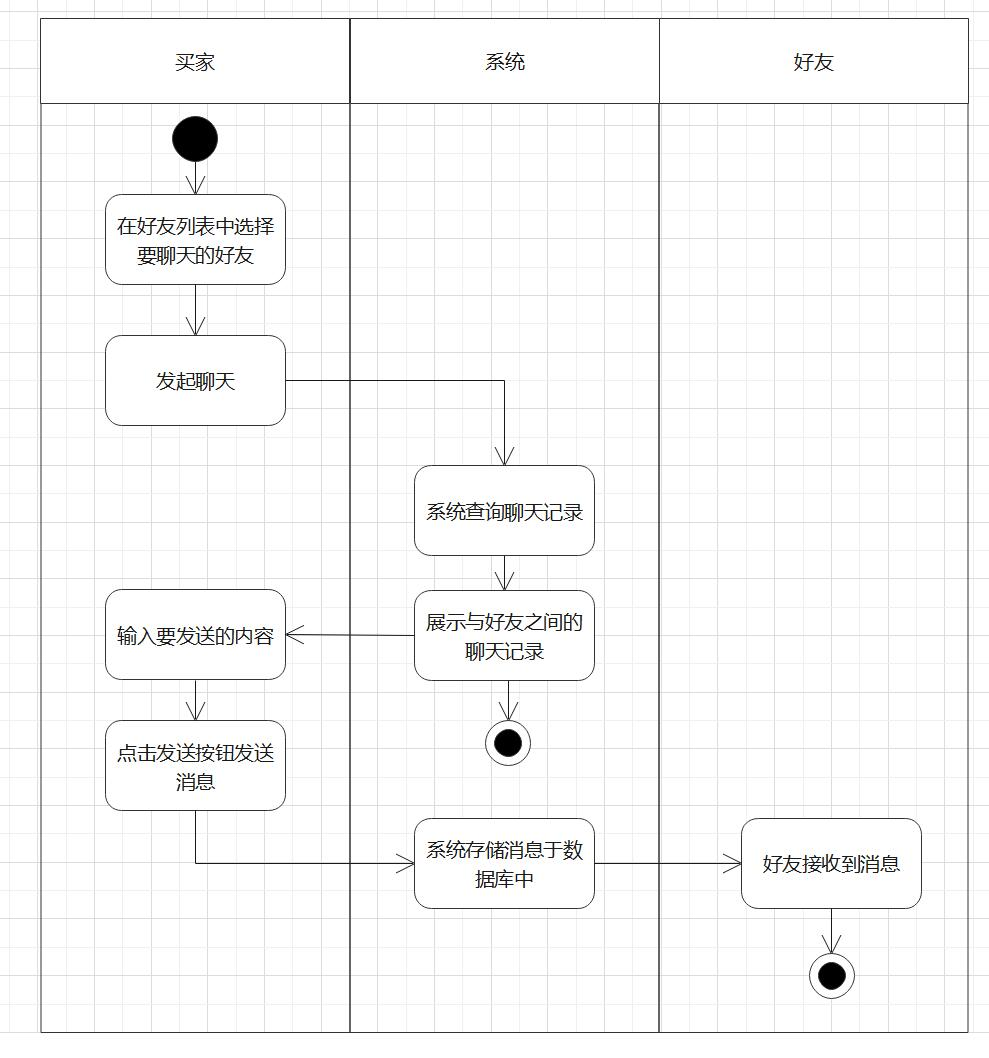 买家
系统
好友
在好友列表中选择
要聊天的好友
发起聊天
系统查询聊天记录
展示与好友之间的
聊天记录
输入要发送的内容
点击发送按钮发送
消息
系统存储消息于数
据库中
好友接收到消息